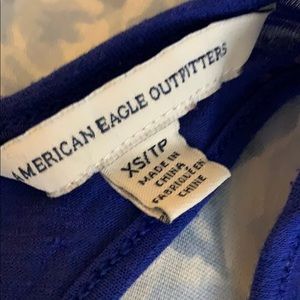 AMERICAN EAGLE OUTFITTERS
XS/TP
MADE IN
CHINA
FABRIQUÉ EN
CHINE